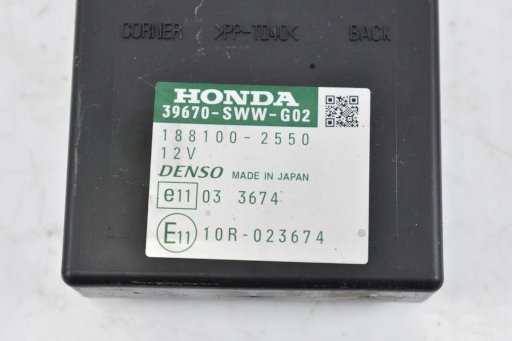 CORNER >PP-TD40< BACK
HONDA
39670-SWW-G02
188100-2550
12V
DENSO MADE IN JAPAN
e11 03 3674
E11 10R-023674